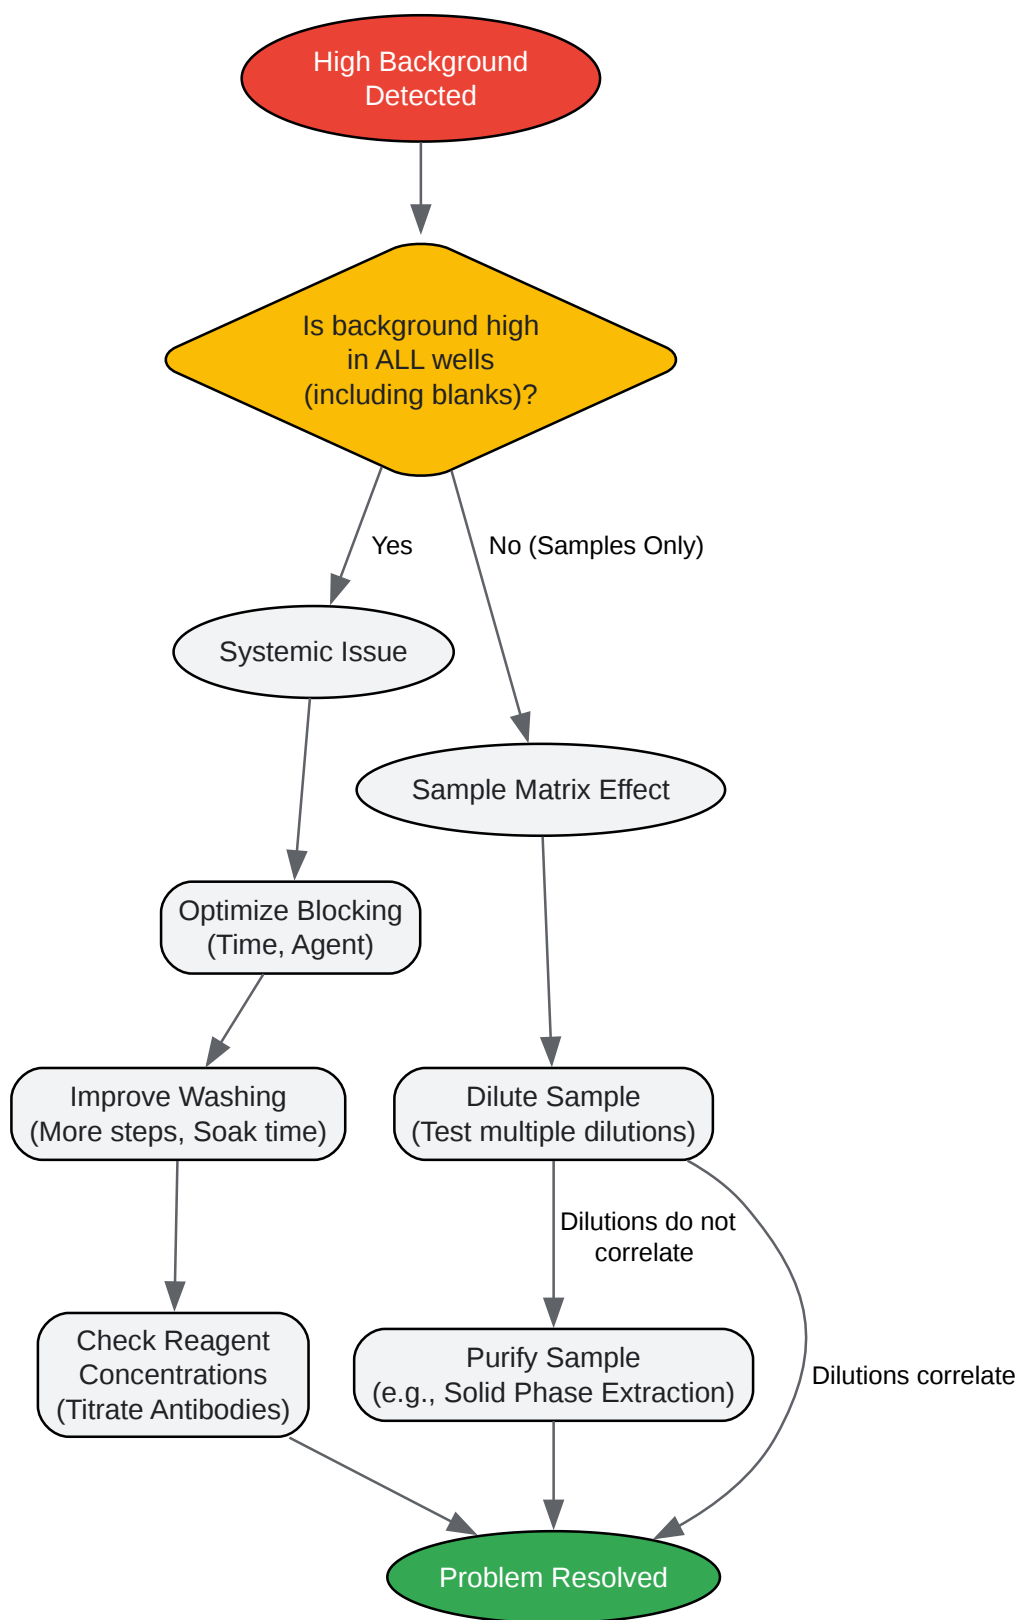 High Background
Detected
Is background high
in ALL wells
(including blanks)?
Yes
No (Samples Only)
Systemic Issue
Sample Matrix Effect
Optimize Blocking
(Time, Agent)
Improve Washing
(More steps, Soak time)
Dilute Sample
(Test multiple dilutions)
Dilutions do not
correlate
Check Reagent
Concentrations
(Titrate Antibodies)
Purify Sample
(e.g., Solid Phase Extraction)
Dilutions correlate
Problem Resolved